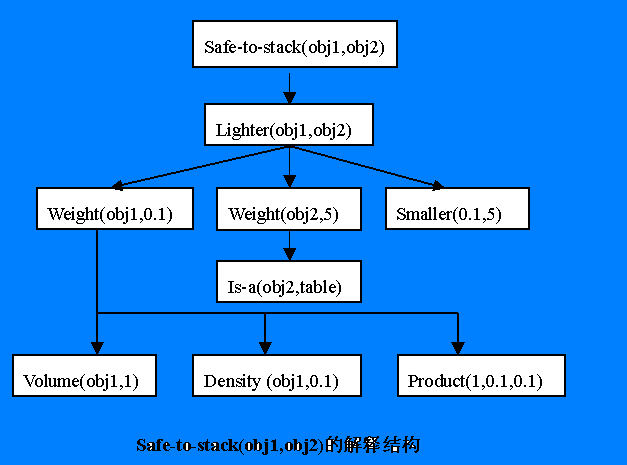 Safe-to-stack(obj1,obj2)
Lighter(obj1,obj2)
Weight(obj1,0.1)
Weight(obj2,5)
Smaller(0.1,5)
Is-a(obj2,table)
Volume(obj1,1)
Density (obj1,0.1)
Product(1,0.1,0.1)
Safe-to-stack(obj1,obj2)的解释结构